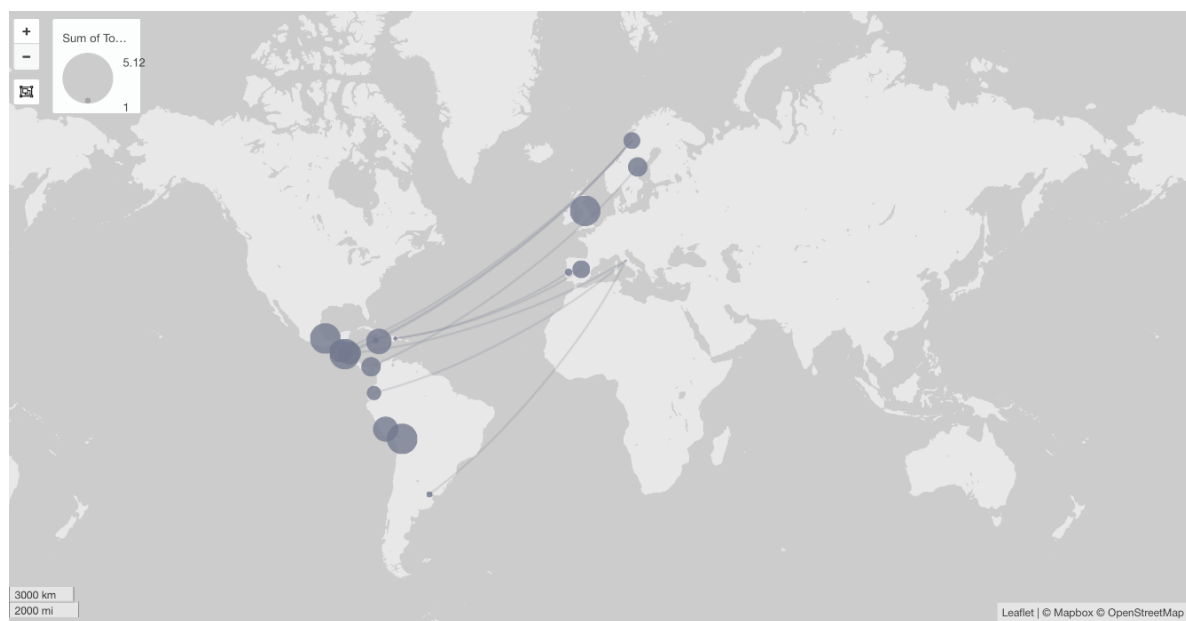 +
Sum of To…
5.12
−
1
3000 km
2000 mi
Leaflet | © Mapbox © OpenStreetMap